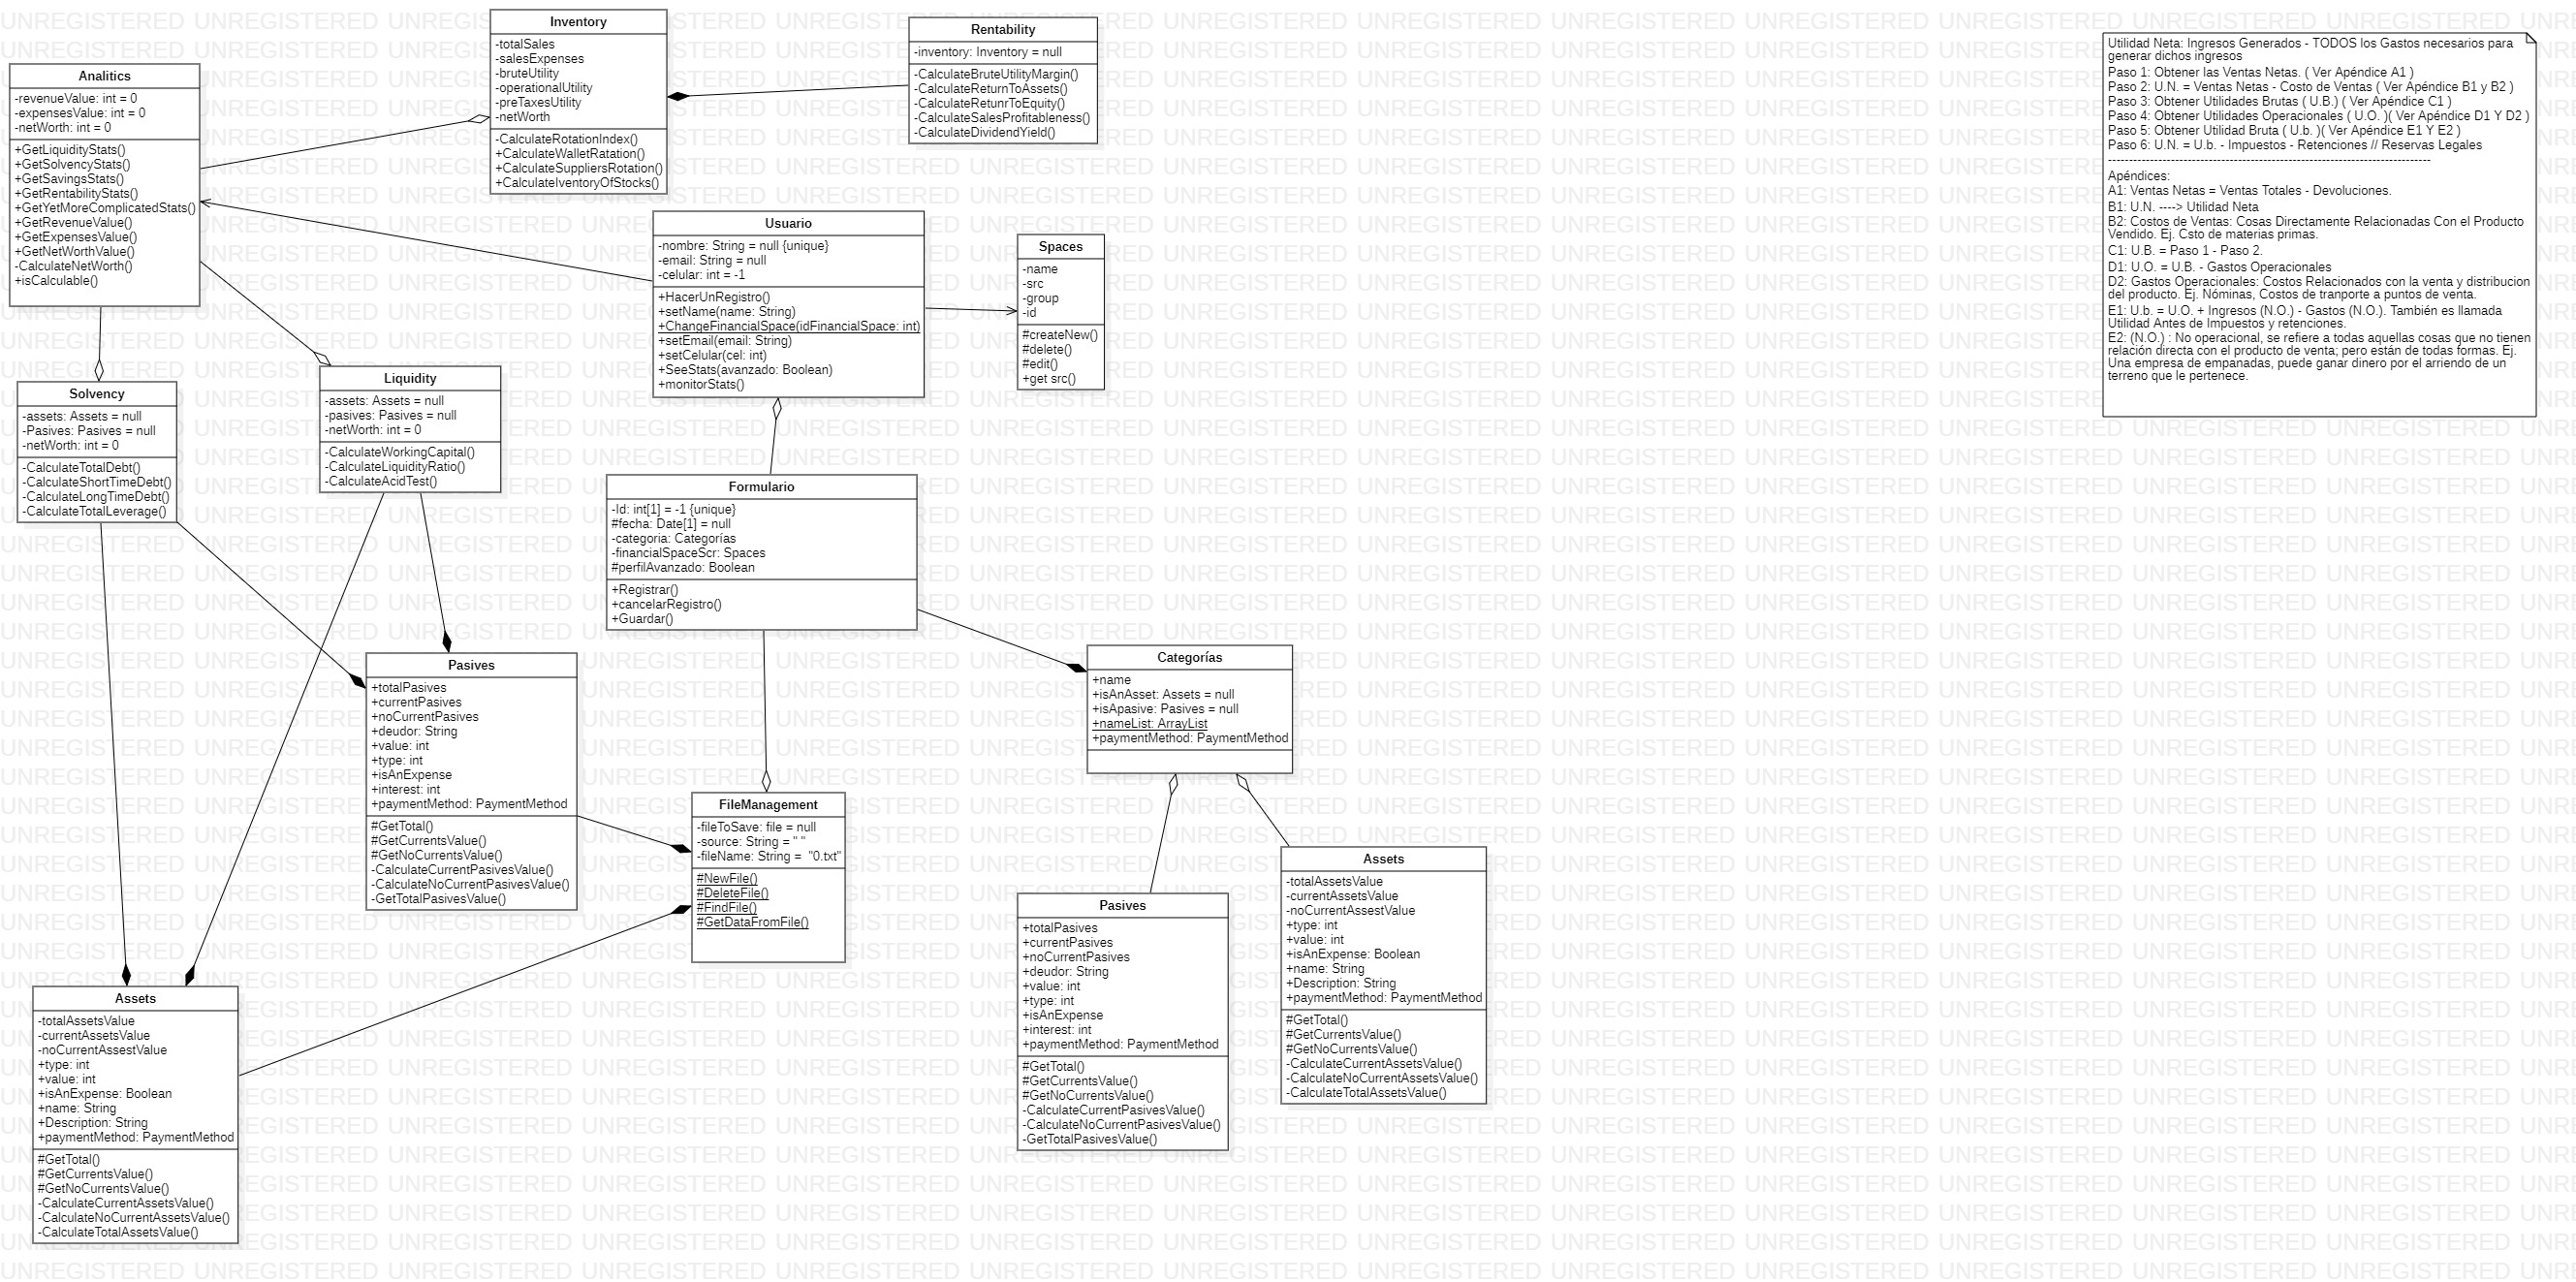 Inventory
-totalSales
-salesExpenses
-bruteUtility
-operationalUtility
-preTaxesUtility
-netWorth
-CalculateRotationIndex()
+CalculateWalletRatation()
+CalculateSuppliersRotation()
+CalculateIventoryOfStocks()
Rentability
-inventory: Inventory = null
-CalculateBruteUtilityMargin()
-CalculateReturnToAssets()
-CalculateRetunrToEquity()
-CalculateSalesProfitableness()
-CalculateDividendYield()
Utilidad Neta: Ingresos Generados - TODOS los Gastos necesarios para
generar dichos ingresos
Paso 1: Obtener las Ventas Netas. ( Ver Apéndice A1 )
Paso 2: U.N. = Ventas Netas - Costo de Ventas ( Ver Apéndice B1 y B2 )
Paso 3: Obtener Utilidades Brutas ( U.B.) ( Ver Apéndice C1 )
Paso 4: Obtener Utilidades Operacionales ( U.O. )( Ver Apéndice D1 Y D2 )
Paso 5: Obtener Utilidad Bruta ( U.b. )( Ver Apéndice E1 Y E2 )
Paso 6: U.N. = U.b. - Impuestos - Retenciones // Reservas Legales
-----------------------------------------------------------------------------
Apéndices:
A1: Ventas Netas = Ventas Totales - Devoluciones.
B1: U.N. ----> Utilidad Neta
B2: Costos de Ventas: Cosas Directamente Relacionadas Con el Producto
Vendido. Ej. Csto de materias primas.
C1: U.B. = Paso 1 - Paso 2.
D1: U.O. = U.B. - Gastos Operacionales
D2: Gastos Operacionales: Costos Relacionados con la venta y distribucion
del producto. Ej. Nóminas, Costos de tranporte a puntos de venta.
E1: U.b. = U.O. + Ingresos (N.O.) - Gastos (N.O.). También es llamada
Utilidad Antes de Impuestos y retenciones.
E2: (N.O.) : No operacional, se refiere a todas aquellas cosas que no tienen
relación directa con el producto de venta; pero están de todas formas. Ej.
Una empresa de empanadas, puede ganar dinero por el arriendo de un
terreno que le pertenece.
Analitics
-revenueValue: int = 0
-expensesValue: int = 0
-netWorth: int = 0
+GetLiquidityStats()
+GetSolvencyStats()
+GetSavingsStats()
+GetRentabilityStats()
+GetYetMoreComplicatedStats()
+GetRevenueValue()
+GetExpensesValue()
+GetNetWorthValue()
-CalculateNetWorth()
+isCalculable()
Usuario
-nombre: String = null {unique}
-email: String = null
-celular: int = -1
+HacerUnRegistro()
+setName(name: String)
+ChangeFinancialSpace(idFinancialSpace: int)
+setEmail(email: String)
+setCelular(cel: int)
+SeeStats(avanzado: Boolean)
+monitorStats()
Spaces
-name
-src
-group
-id
#createNew()
#delete()
#edit()
+get src()
Solvency
-assets: Assets = null
-Pasives: Pasives = null
-netWorth: int = 0
-CalculateTotalDebt()
-CalculateShortTimeDebt()
-CalculateLongTimeDebt()
-CalculateTotalLeverage()
Liquidity
-assets: Assets = null
-pasives: Pasives = null
-netWorth: int = 0
-CalculateWorkingCapital()
-CalculateLiquidityRatio()
-CalculateAcidTest()
Formulario
-Id: int[1] = -1 {unique}
#fecha: Date[1] = null
-categoria: Categorías
-financialSpaceScr: Spaces
#perfilAvanzado: Boolean
+Registrar()
+cancelarRegistro()
+Guardar()
Pasives
+totalPasives
+currentPasives
+noCurrentPasives
+deudor: String
+value: int
+type: int
+isAnExpense
+interest: int
+paymentMethod: PaymentMethod
#GetTotal()
#GetCurrentsValue()
#GetNoCurrentsValue()
-CalculateCurrentPasivesValue()
-CalculateNoCurrentPasivesValue()
-GetTotalPasivesValue()
Categorías
+name
+isAnAsset: Assets = null
+isApasive: Pasives = null
+nameList: ArrayList
+paymentMethod: PaymentMethod
FileManagement
-fileToSave: file = null
-source: String = " "
-fileName: String =  "0.txt"
#NewFile()
#DeleteFile()
#FindFile()
#GetDataFromFile()
Assets
-totalAssetsValue
-currentAssetsValue
-noCurrentAssestValue
+type: int
+value: int
+isAnExpense: Boolean
+name: String
+Description: String
+paymentMethod: PaymentMethod
#GetTotal()
#GetCurrentsValue()
#GetNoCurrentsValue()
-CalculateCurrentAssetsValue()
-CalculateNoCurrentAssetsValue()
-CalculateTotalAssetsValue()
Pasives
+totalPasives
+currentPasives
+noCurrentPasives
+deudor: String
+value: int
+type: int
+isAnExpense
+interest: int
+paymentMethod: PaymentMethod
#GetTotal()
#GetCurrentsValue()
#GetNoCurrentsValue()
-CalculateCurrentPasivesValue()
-CalculateNoCurrentPasivesValue()
-GetTotalPasivesValue()
Assets
-totalAssetsValue
-currentAssetsValue
-noCurrentAssestValue
+type: int
+value: int
+isAnExpense: Boolean
+name: String
+Description: String
+paymentMethod: PaymentMethod
#GetTotal()
#GetCurrentsValue()
#GetNoCurrentsValue()
-CalculateCurrentAssetsValue()
-CalculateNoCurrentAssetsValue()
-CalculateTotalAssetsValue()
UNREGISTERED